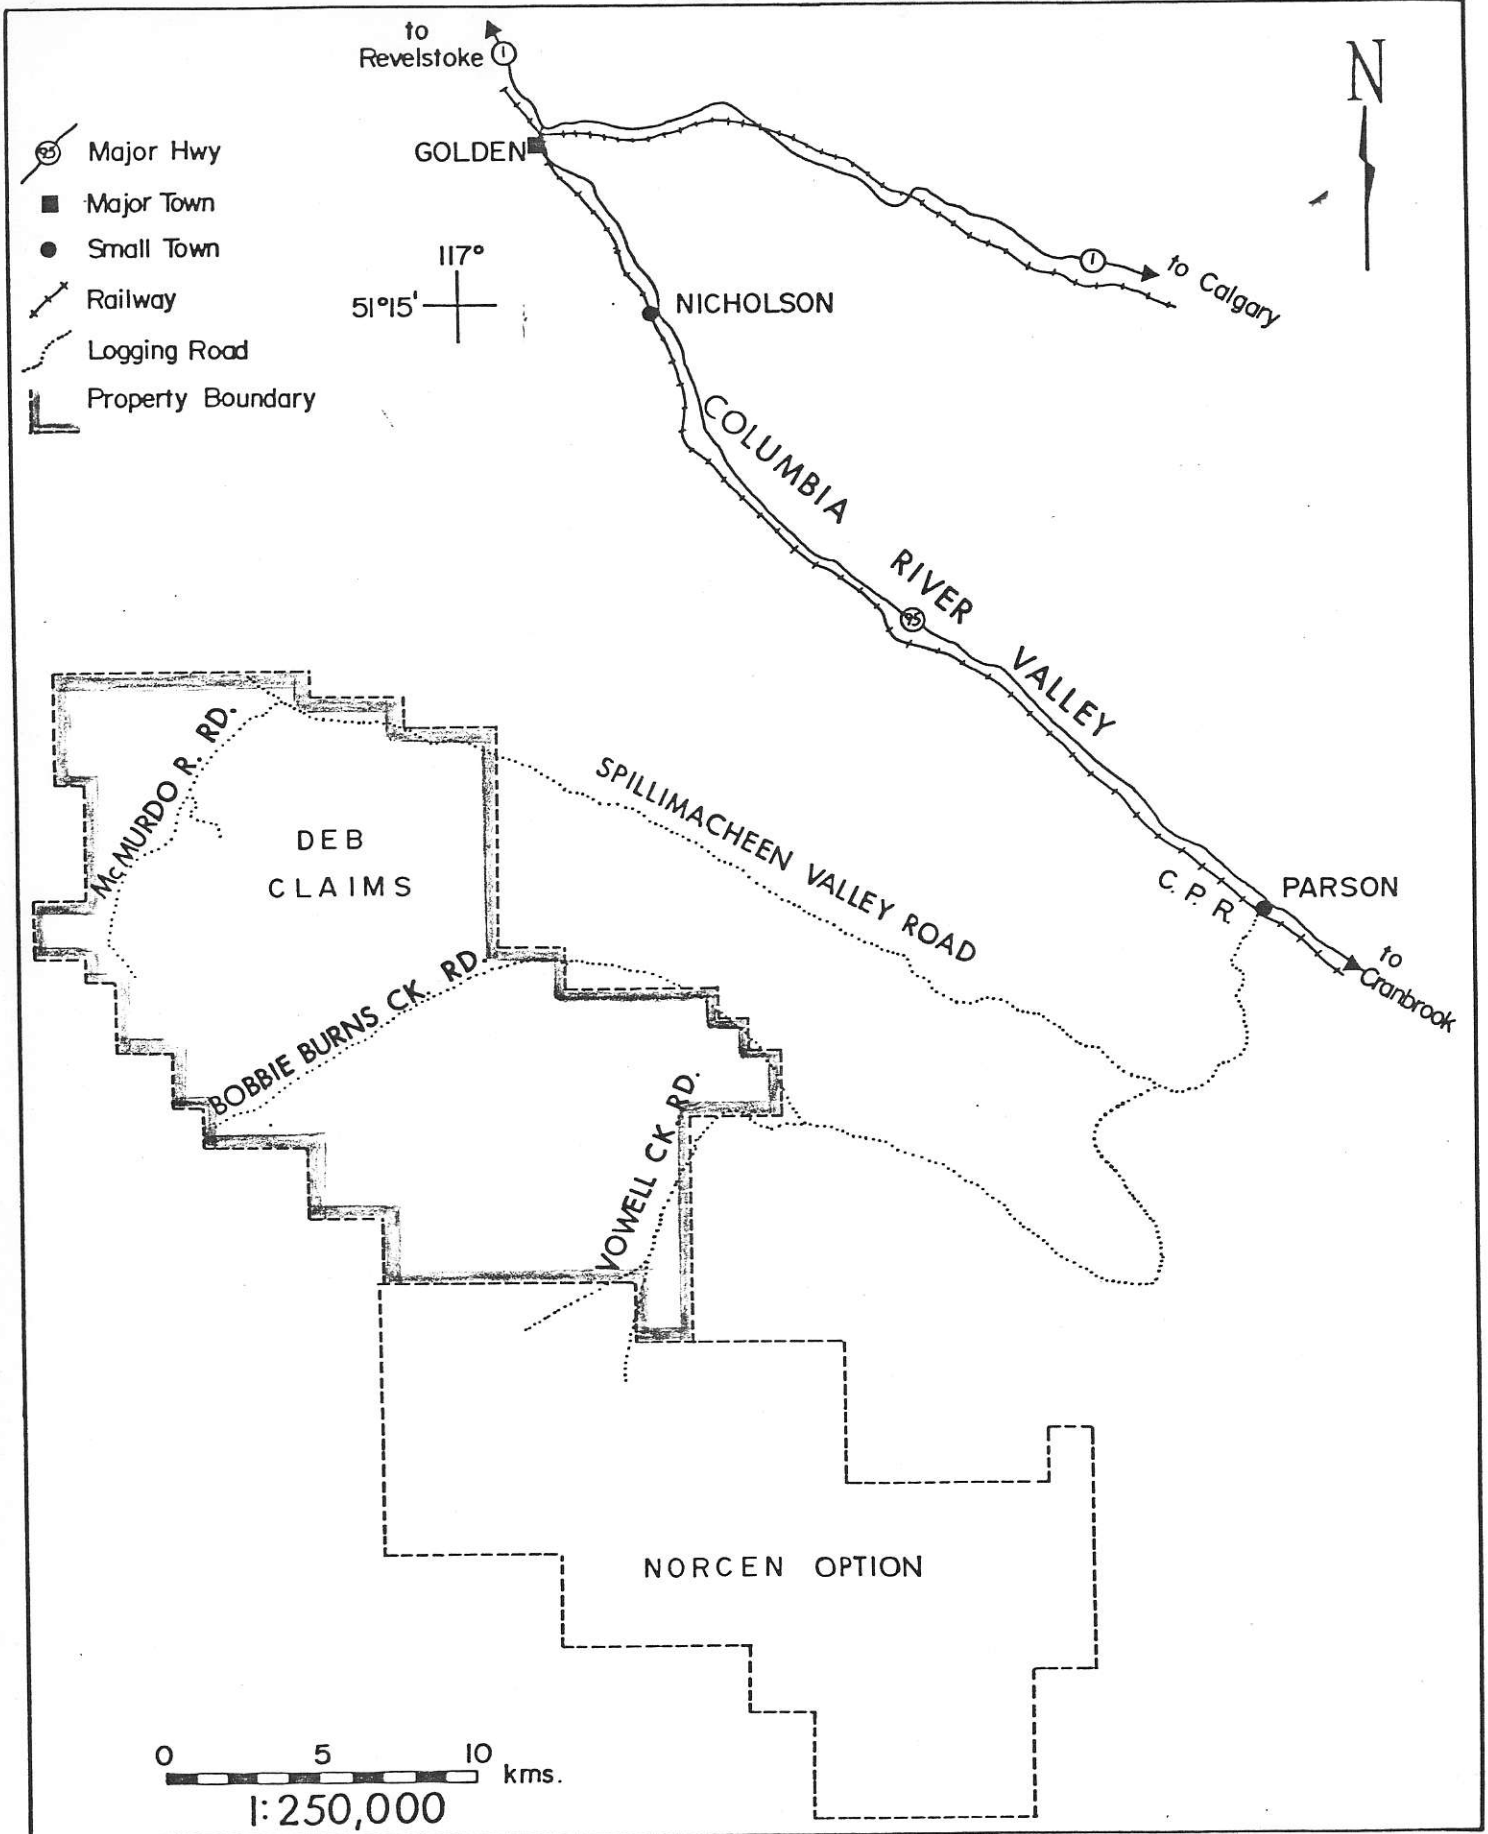 to
Revelstoke
1
N
95 Major Hwy
GOLDEN
Major Town
Small Town
117°
1
to Calgary
Railway
51°15'
NICHOLSON
Logging Road
Property Boundary
COLUMBIA RIVER VALLEY
95
McMURDO R. RD.
SPILLIMACHEEN VALLEY ROAD
DEB
CLAIMS
C. P. R.
PARSON
to
Cranbrook
BOBBIE BURNS CK. RD.
VOWELL CK. RD.
NORCEN OPTION
0 5 10
kms.
1:250,000